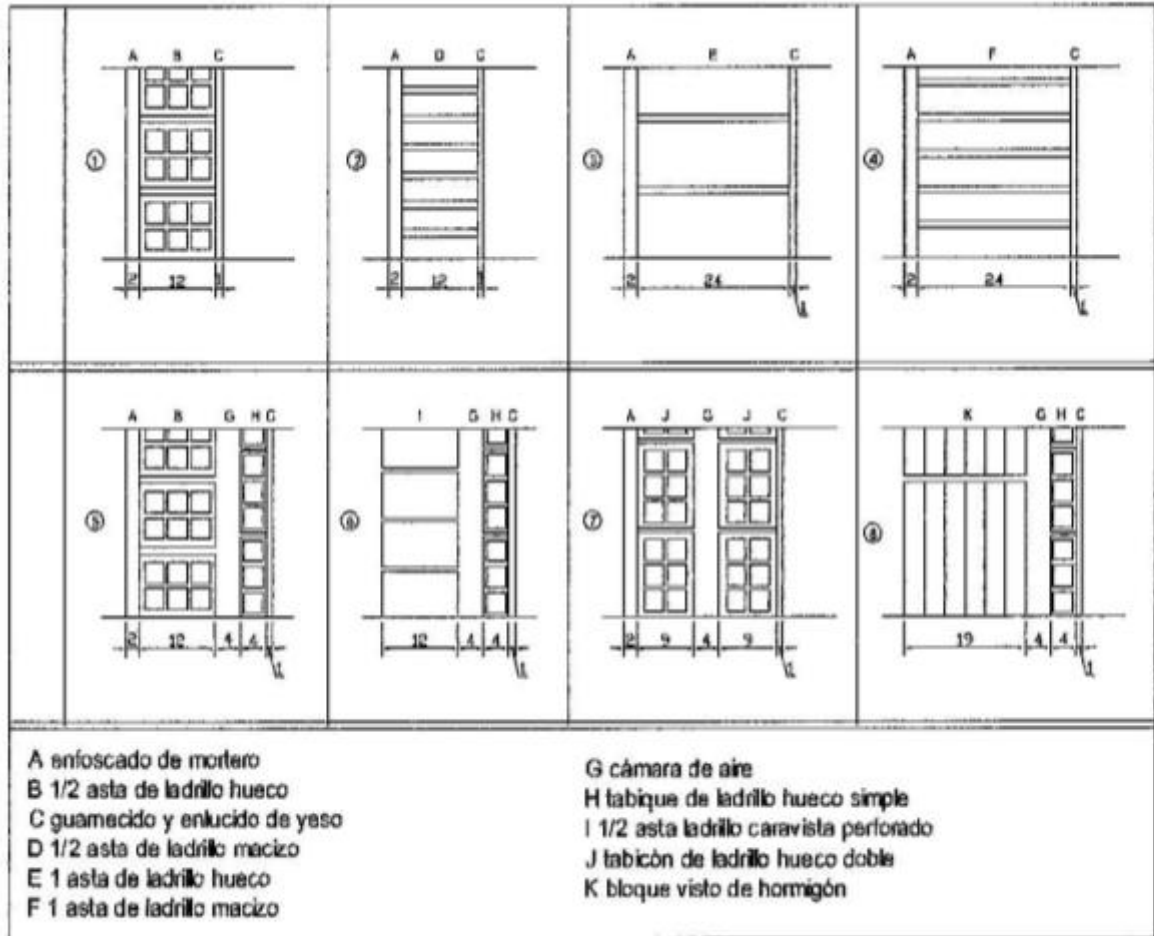 A B C
A D C
A E C
A F C
1
2
3
4
2 12 1
2 12 1
2 24 1
2 24 1
A B G H C
I G H C
A J G J C
K G H C
5
6
7
8
2 12 4 4 1
12 4 4 1
2 9 4 9 1
19 4 4 1
A enfoscado de mortero
B 1/2 asta de ladrillo hueco
C guarnecido y enlucido de yeso
D 1/2 asta de ladrillo macizo
E 1 asta de ladrillo hueco
F 1 asta de ladrillo macizo
G cámara de aire
H tabique de ladrillo hueco simple
I 1/2 asta ladrillo caravista perforado
J tabicón de ladrillo hueco doble
K bloque visto de hormigón